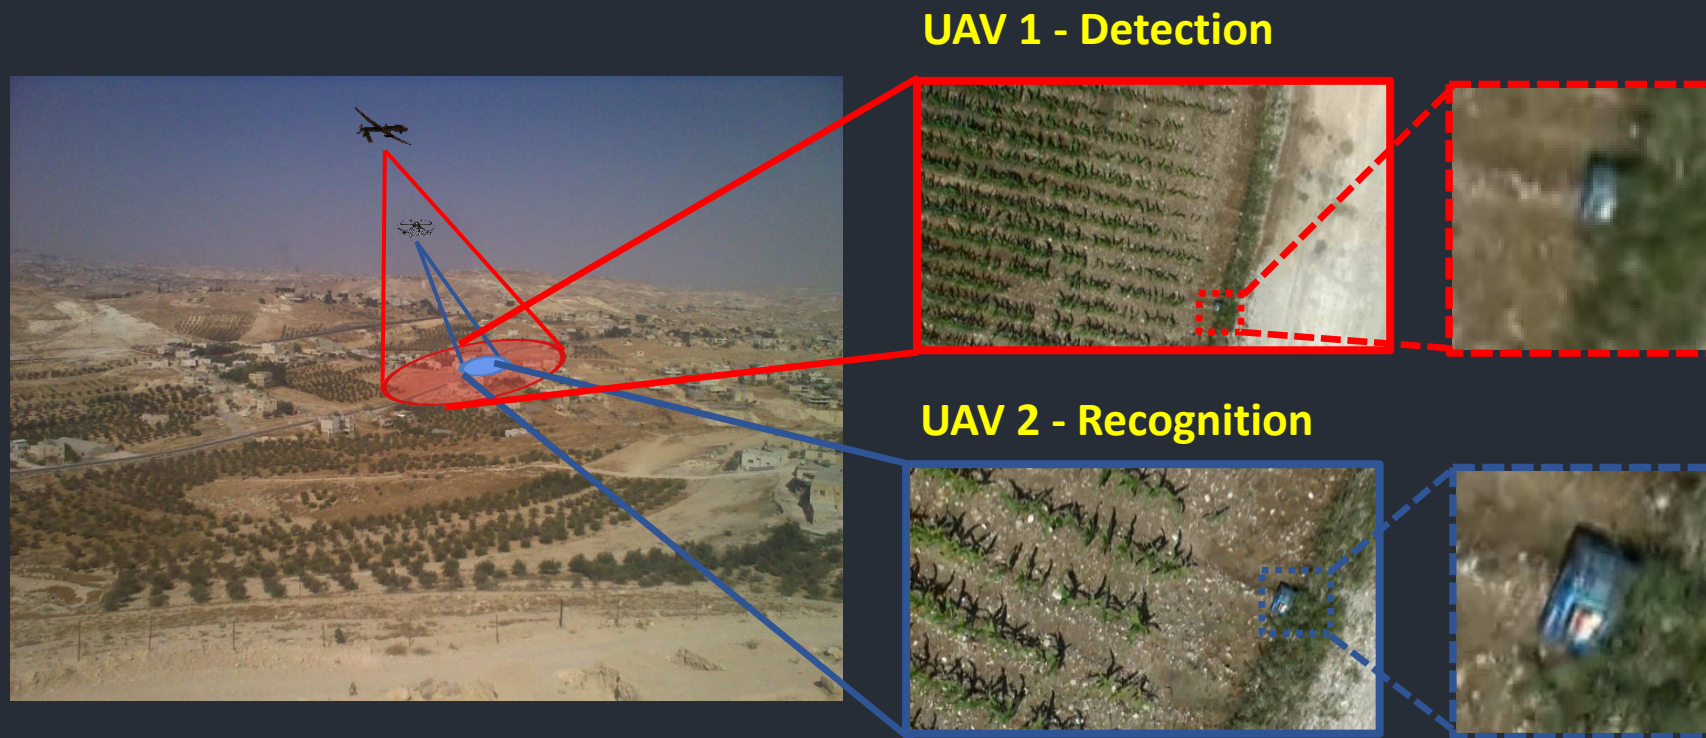 UAV 1 - Detection
UAV 2 - Recognition